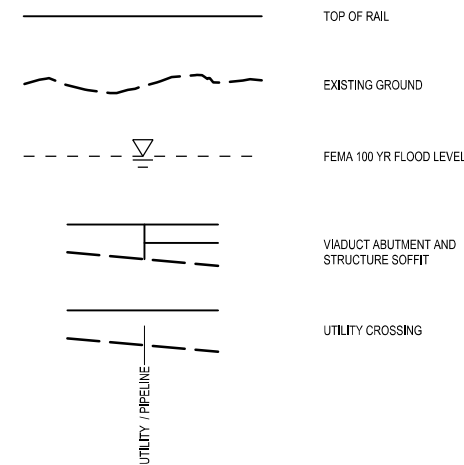 TOP OF RAIL
EXISTING GROUND
FEMA 100 YR FLOOD LEVEL
VIADUCT ABUTMENT AND
STRUCTURE SOFFIT
UTILITY CROSSING
UTILITY / PIPELINE